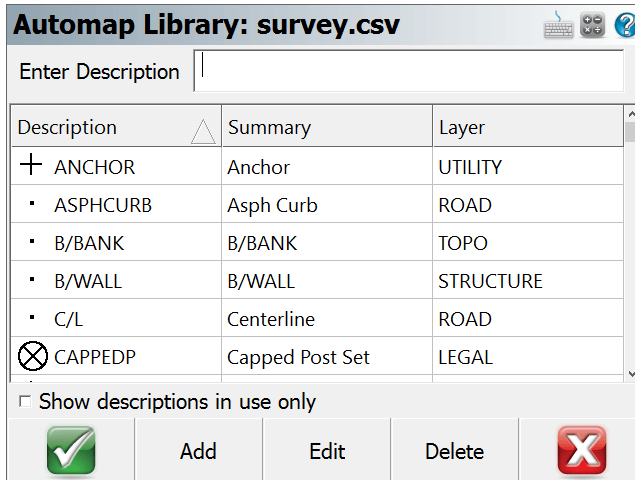 Automap Library: survey.csv
Enter Description
Description Summary Layer
ANCHOR Anchor UTILITY
ASPHCURB Asph Curb ROAD
B/BANK B/BANK TOPO
B/WALL B/WALL STRUCTURE
C/L Centerline ROAD
CAPPEDP Capped Post Set LEGAL
Show descriptions in use only
Add Edit Delete